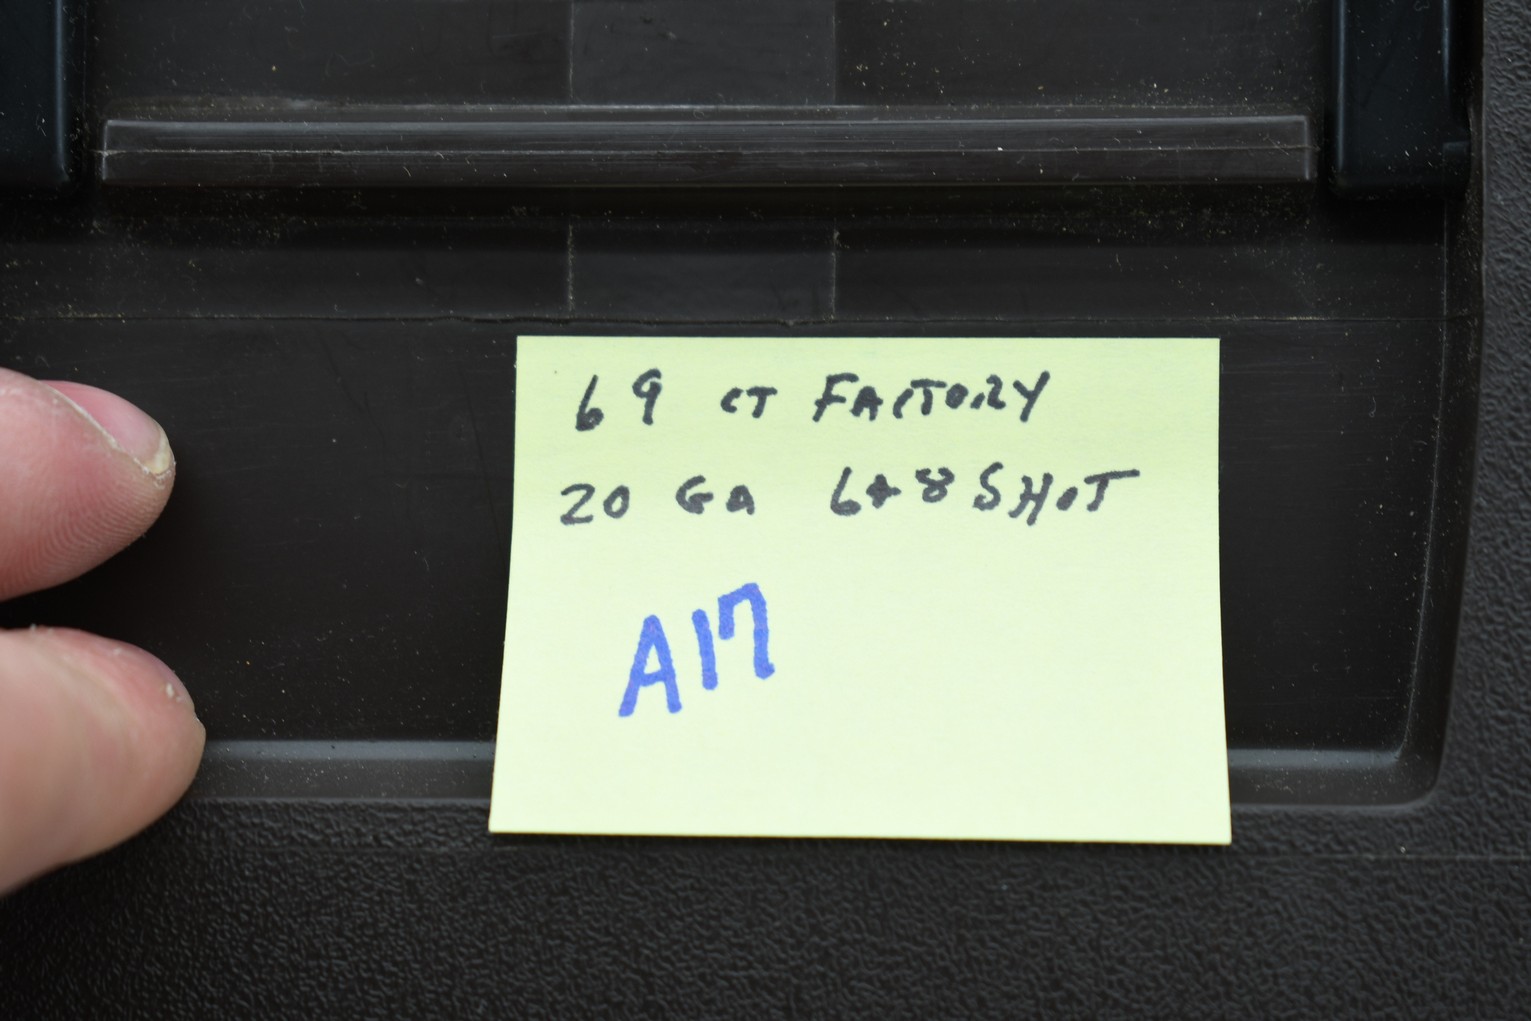 69 CT FACTORY
20 GA 6+8 SHOT
A17